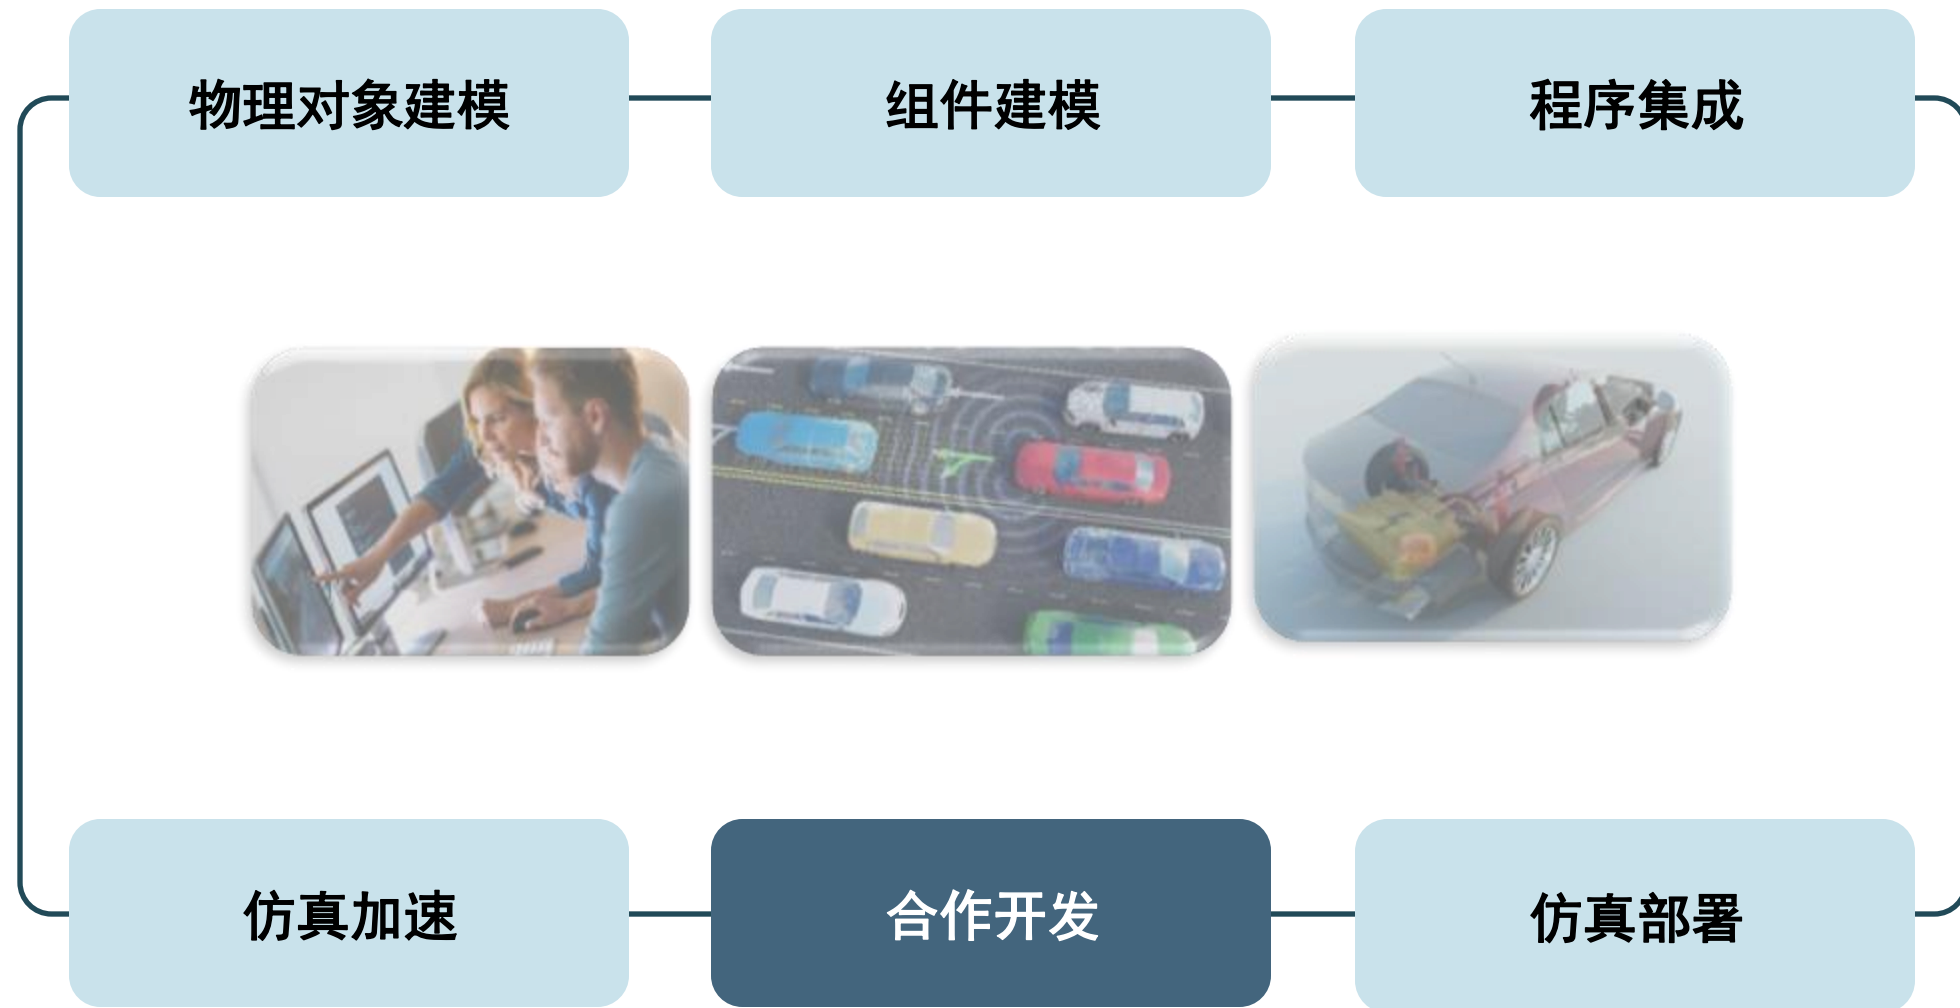 物理对象建模
组件建模
程序集成
仿真加速
合作开发
仿真部署